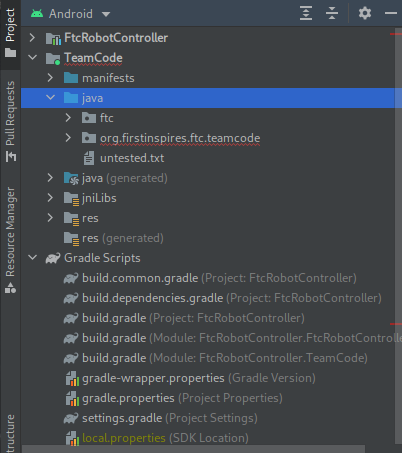 Project
Android
FtcRobotController
TeamCode
manifests
java
ftc
org.firstinspires.ftc.teamcode
untested.txt
java (generated)
jniLibs
res
res (generated)
Gradle Scripts
build.common.gradle (Project: FtcRobotController)
build.dependencies.gradle (Project: FtcRobotController)
build.gradle (Project: FtcRobotController)
build.gradle (Module: FtcRobotController.FtcRobotContro
build.gradle (Module: FtcRobotController.TeamCode)
gradle-wrapper.properties (Gradle Version)
gradle.properties (Project Properties)
settings.gradle (Project Settings)
local.properties (SDK Location)
Pull Requests
Resource Manager
ructure